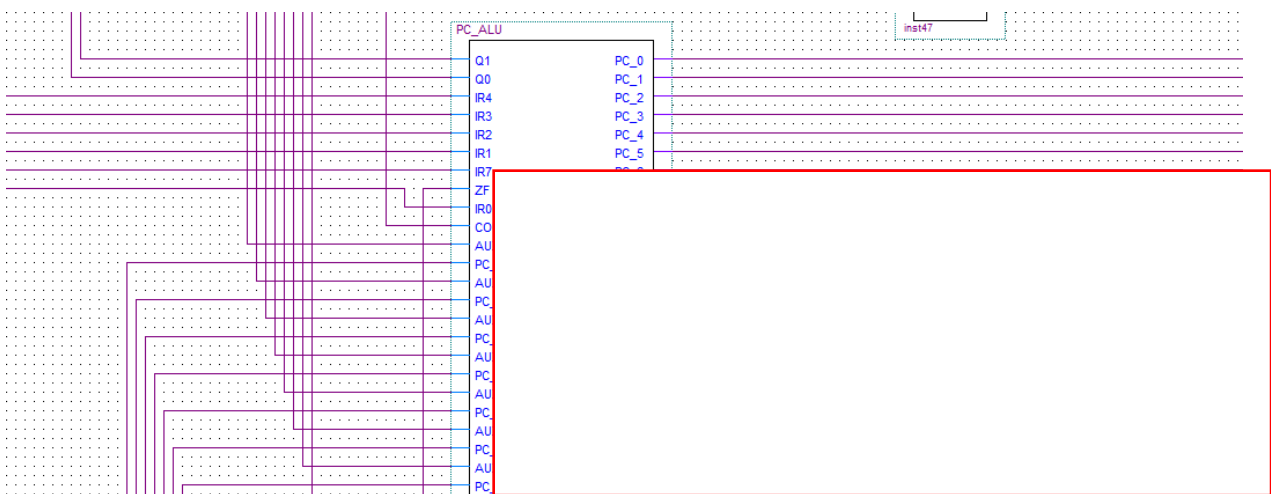 PC_ALU
inst47
Q1 PC_0
Q0 PC_1
IR4 PC_2
IR3 PC_3
IR2 PC_4
IR1 PC_5
IR7
ZF
IR0
CO
AU
PC_
AU
PC_
AU
PC_
AU
PC_
AU
PC_
AU
PC_
AU
PC_